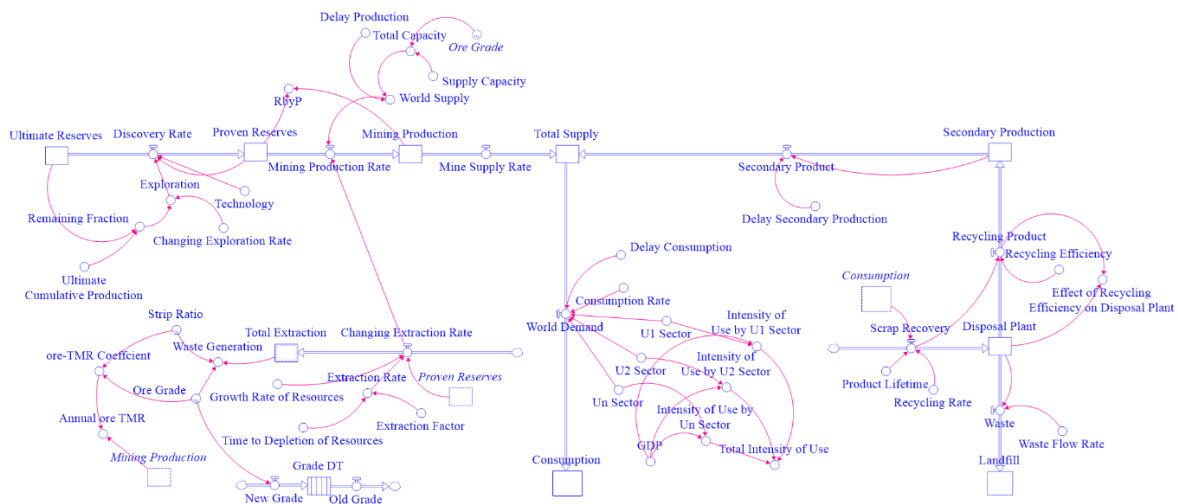 Delay Production
Total Capacity
Ore Grade
Supply Capacity
RbyP
World Supply
Ultimate Reserves
Discovery Rate
Proven Reserves
Mining Production
Total Supply
Secondary Production
Mining Production Rate
Mine Supply Rate
Secondary Product
Exploration
Technology
Remaining Fraction
Changing Exploration Rate
Delay Secondary Production
Ultimate
Cumulative Production
Delay Consumption
Recycling Product
Recycling Efficiency
Consumption
Effect of Recycling
Efficiency on Disposal Plant
Strip Ratio
Total Extraction
Changing Extraction Rate
Consumption Rate
World Demand
Intensity of
Use by U1 Sector
U1 Sector
Scrap Recovery
Disposal Plant
Waste Generation
ore-TMR Coeffcient
Intensity of
Use by U2 Sector
U2 Sector
Extraction Rate
Proven Reserves
Product Lifetime
Ore Grade
Growth Rate of Resources
Un Sector
Recycling Rate
Intensity of Use by
Un Sector
Annual ore TMR
Extraction Factor
Waste
Time to Depletion of Resources
GDP
Total Intensity of Use
Waste Flow Rate
Mining Production
Grade DT
Consumption
Landfill
New Grade
Old Grade